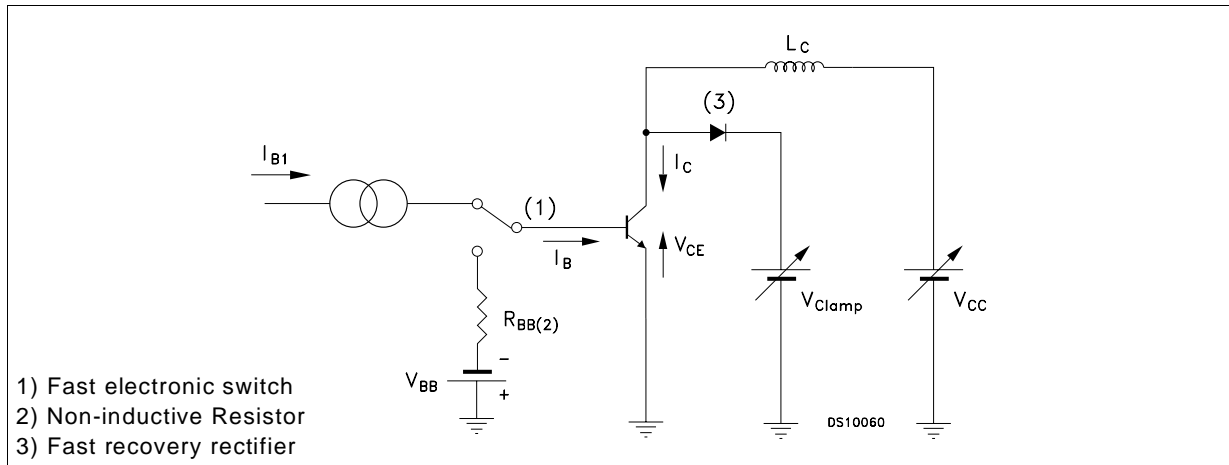 L_C
(3)
I_B1
I_C
(1)
V_CE
I_B
V_Clamp
V_CC
R_BB(2)
−
V_BB
+
1) Fast electronic switch
2) Non-inductive Resistor
3) Fast recovery rectifier
DS10060